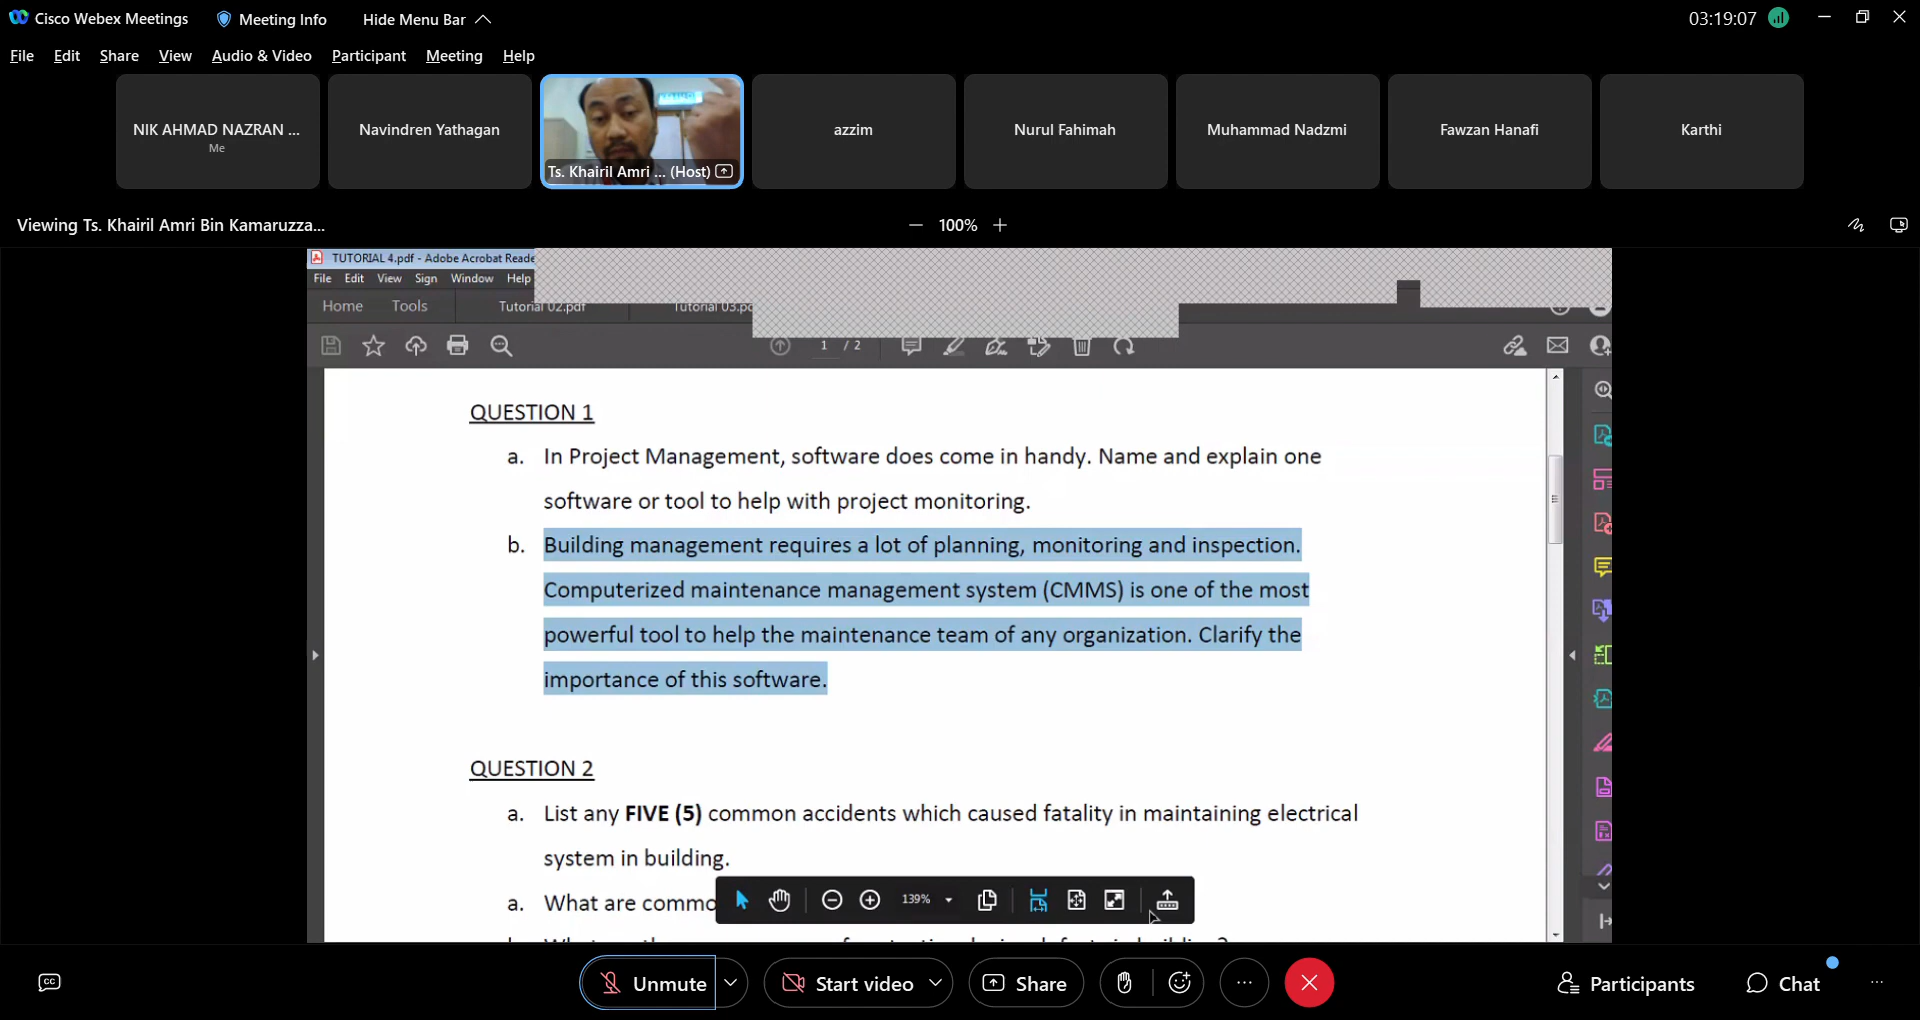 Cisco Webex Meetings
Meeting Info
Hide Menu Bar
03:19:07
File Edit Share View Audio & Video Participant Meeting Help
NIK AHMAD NAZRAN ...
Me
Navindren Yathagan
Ts. Khairil Amri ... (Host)
azzim
Nurul Fahimah
Muhammad Nadzmi
Fawzan Hanafi
Karthi
Viewing Ts. Khairil Amri Bin Kamaruzza...
100%
TUTORIAL 4.pdf - Adobe Acrobat Reade
File Edit View Sign Window Help
Home Tools Tutorial 02.pdf Tutorial 03.pd
1 / 2
QUESTION 1
a. In Project Management, software does come in handy. Name and explain one
software or tool to help with project monitoring.
b. Building management requires a lot of planning, monitoring and inspection.
Computerized maintenance management system (CMMS) is one of the most
powerful tool to help the maintenance team of any organization. Clarify the
importance of this software.
QUESTION 2
a. List any FIVE (5) common accidents which caused fatality in maintaining electrical
system in building.
a. What are commo
139%
CC
Unmute
Start video
Share
Participants
Chat